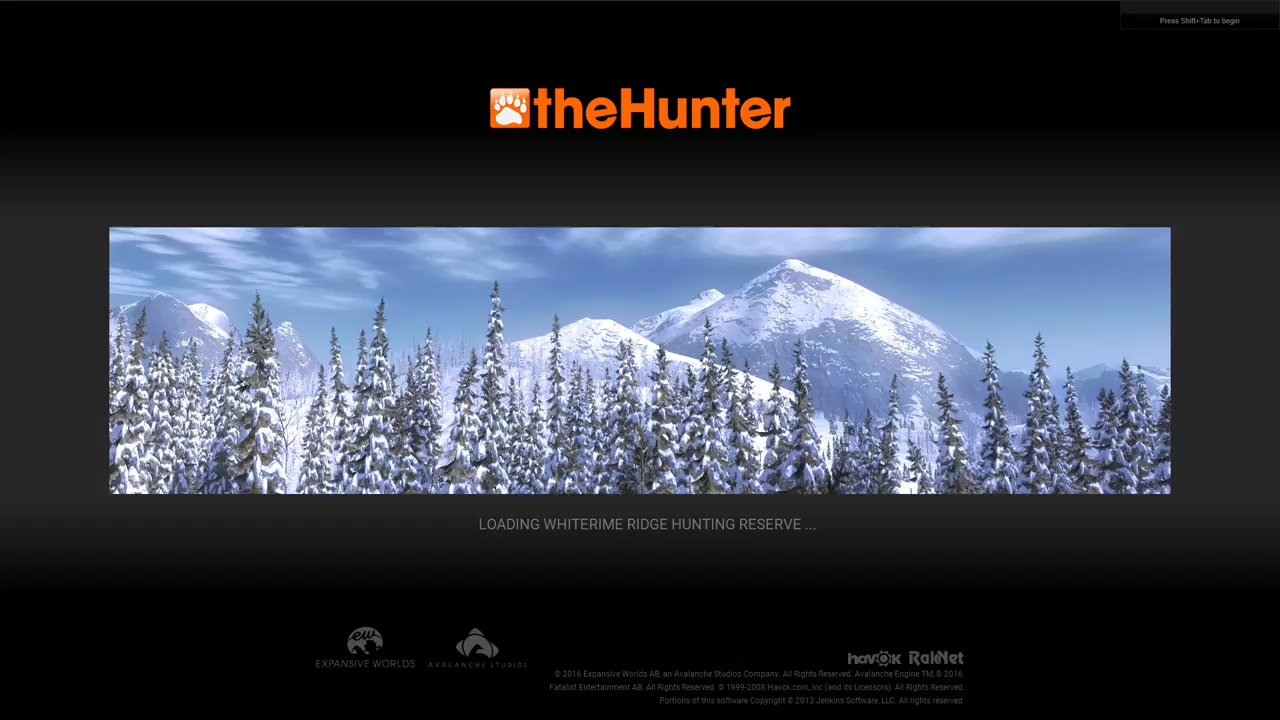 Press Shift+Tab to begin
theHunter
LOADING WHITERIME RIDGE HUNTING RESERVE ...
ew
EXPANSIVE WORLDS
AVALANCHE STUDIOS
havok RakNet
© 2016 Expansive Worlds AB, an Avalanche Studios Company. All Rights Reserved. Avalanche Engine TM, © 2016.
Fatalist Entertainment AB. All Rights Reserved. © 1999-2008 Havok.com, Inc (and its Licensors). All Rights Reserved.
Portions of this software Copyright © 2013 Jenkins Software, LLC. All rights reserved.